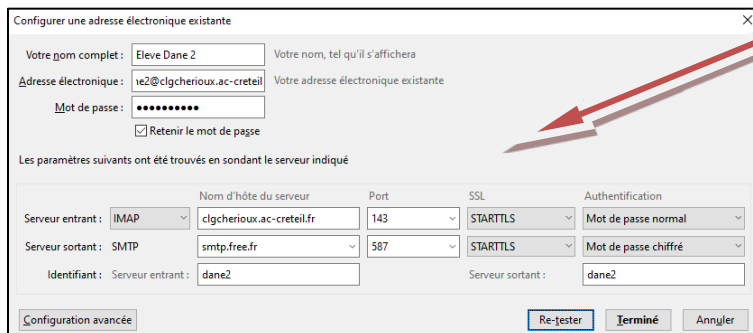 Configurer une adresse électronique existante
Votre nom complet : Eleve Dane 2 Votre nom, tel qu'il s'affichera
Adresse électronique : ne2@clgcherioux.ac-creteil Votre adresse électronique existante
Mot de passe : ●●●●●●●●●●
Retenir le mot de passe
Les paramètres suivants ont été trouvés en sondant le serveur indiqué
Nom d'hôte du serveur Port SSL Authentification
Serveur entrant : IMAP clgcherioux.ac-creteil.fr 143 STARTTLS Mot de passe normal
Serveur sortant : SMTP smtp.free.fr 587 STARTTLS Mot de passe chiffré
Identifiant : Serveur entrant : dane2 Serveur sortant : dane2
Configuration avancée Re-tester Terminé Annuler